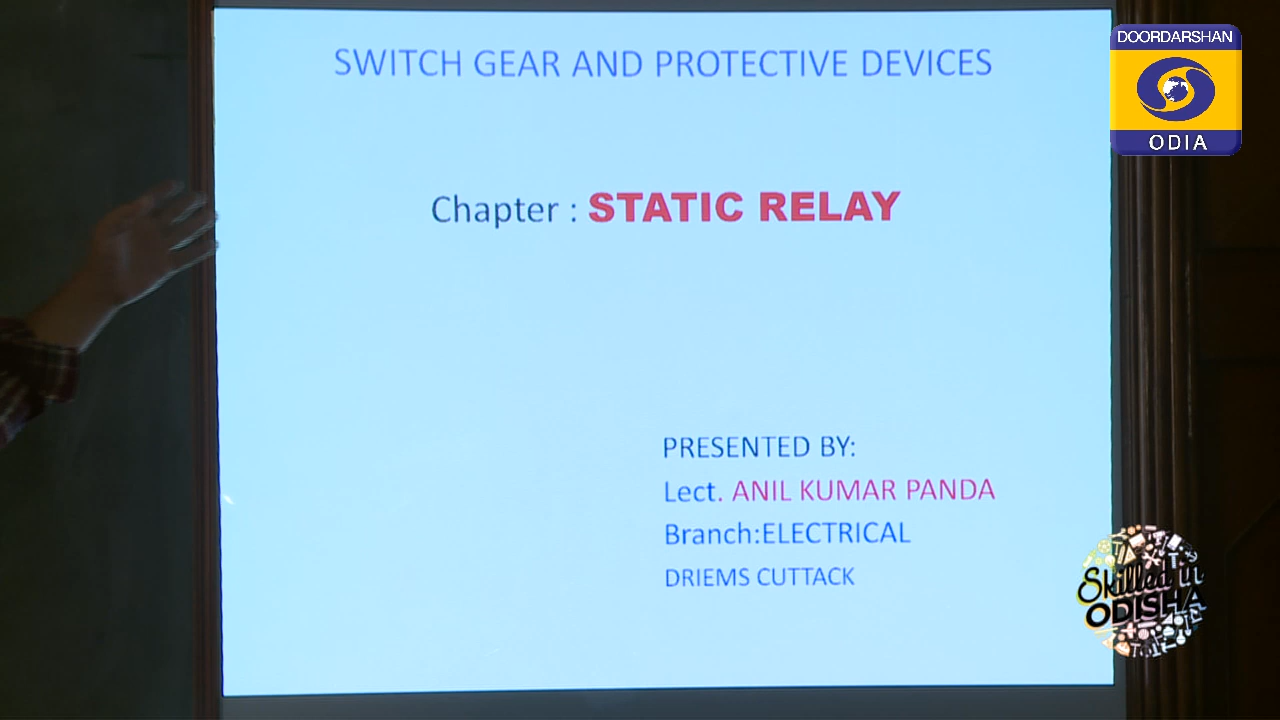 SWITCH GEAR AND PROTECTIVE DEVICES
DOORDARSHAN
ODIA
Chapter : STATIC RELAY
PRESENTED BY:
Lect. ANIL KUMAR PANDA
Branch:ELECTRICAL
DRIEMS CUTTACK
Skilled in
ODISHA